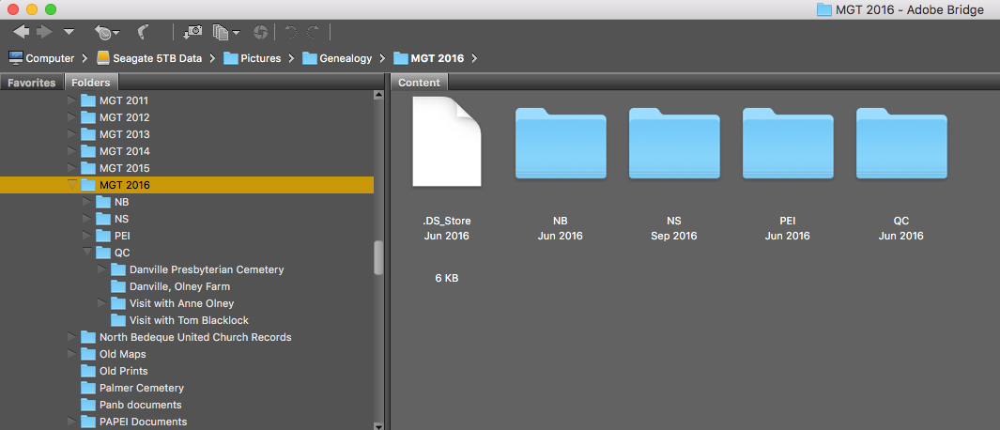 MGT 2016 - Adobe Bridge
Computer > Seagate 5TB Data > Pictures > Genealogy > MGT 2016 >
Favorites Folders
MGT 2011
MGT 2012
MGT 2013
MGT 2014
MGT 2015
MGT 2016
NB
NS
PEI
QC
Danville Presbyterian Cemetery
Danville, Olney Farm
Visit with Anne Olney
Visit with Tom Blacklock
North Bedeque United Church Records
Old Maps
Old Prints
Palmer Cemetery
Panb documents
PAPEI Documents
Content
.DS_Store NB NS PEI QC
Jun 2016 Jun 2016 Sep 2016 Jun 2016 Jun 2016
6 KB